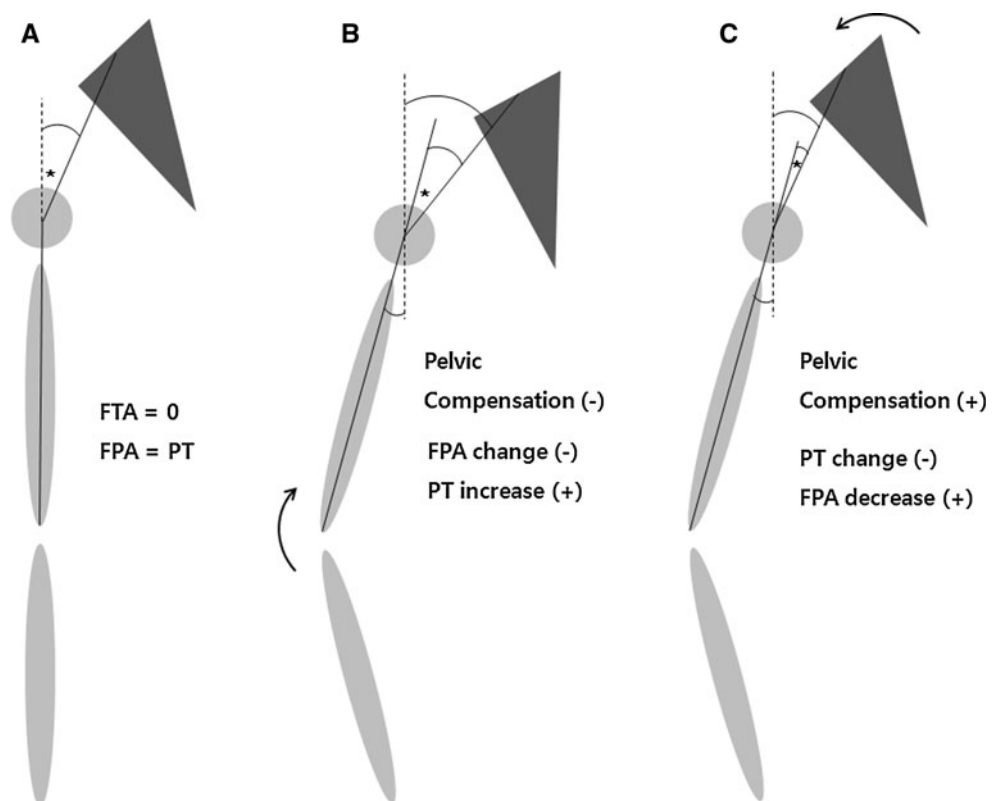 A
B
C
*
*
*
FTA = 0
FPA = PT
Pelvic
Compensation (-)
FPA change (-)
PT increase (+)
Pelvic
Compensation (+)
PT change (-)
FPA decrease (+)